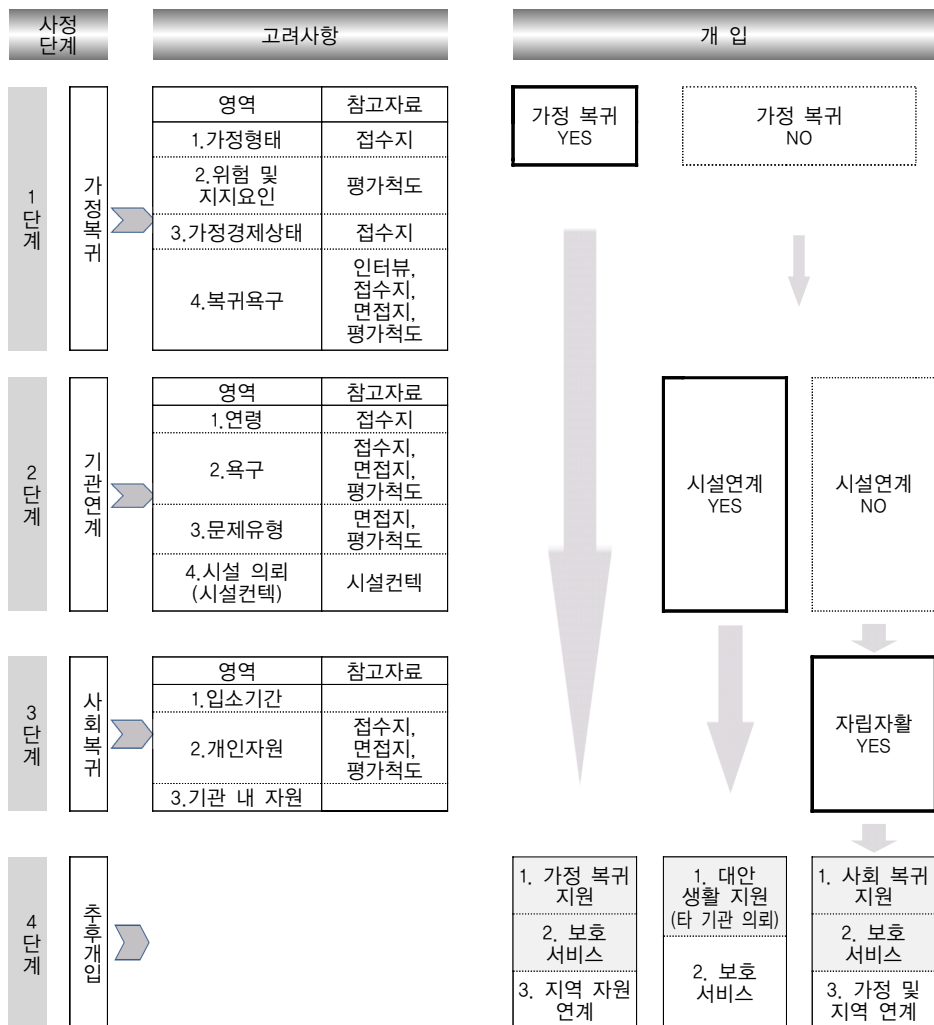 사정
단계
고려사항
개 입
1
단
계
가
정
복
귀
영역 참고자료
1.가정형태 접수지
2.위험 및
지지요인
평가척도
3.가정경제상태 접수지
4.복귀욕구
인터뷰,
접수지,
면접지,
평가척도
가정 복귀
YES
가정 복귀
NO
2
단
계
기
관
연
계
영역 참고자료
1.연령 접수지
2.욕구
접수지,
면접지,
평가척도
3.문제유형
면접지,
평가척도
4.시설 의뢰
(시설컨텍)
시설컨텍
시설연계
YES
시설연계
NO
3
단
계
사
회
복
귀
영역 참고자료
1.입소기간
2.개인자원
접수지,
면접지,
평가척도
3.기관 내 자원
자립자활
YES
4
단
계
추
후
개
입
1. 가정 복귀
지원
2. 보호
서비스
3. 지역 자원
연계
1. 대안
생활 지원
(타 기관 의뢰)
2. 보호
서비스
1. 사회 복귀
지원
2. 보호
서비스
3. 가정 및
지역 연계